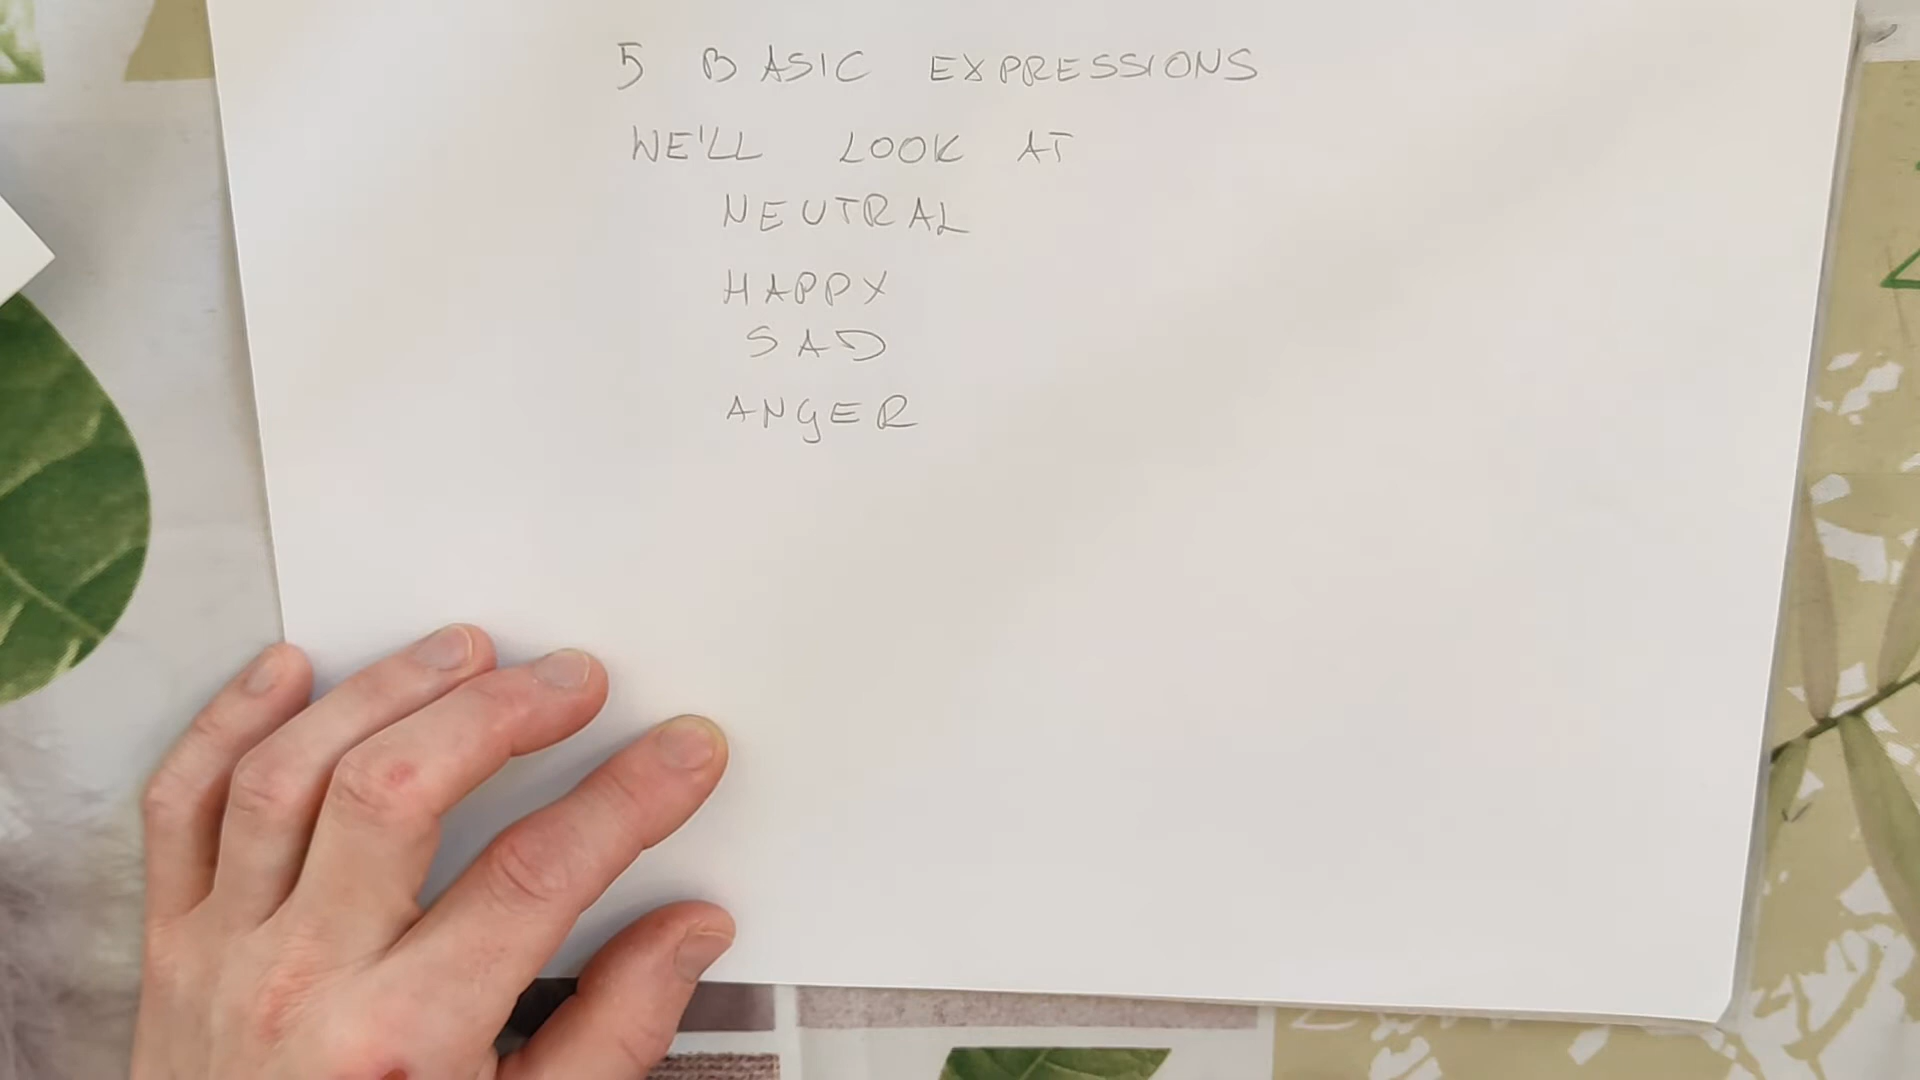 5 BASIC EXPRESSIONS
WE'LL LOOK AT
NEUTRAL
HAPPY
SAD
ANGER